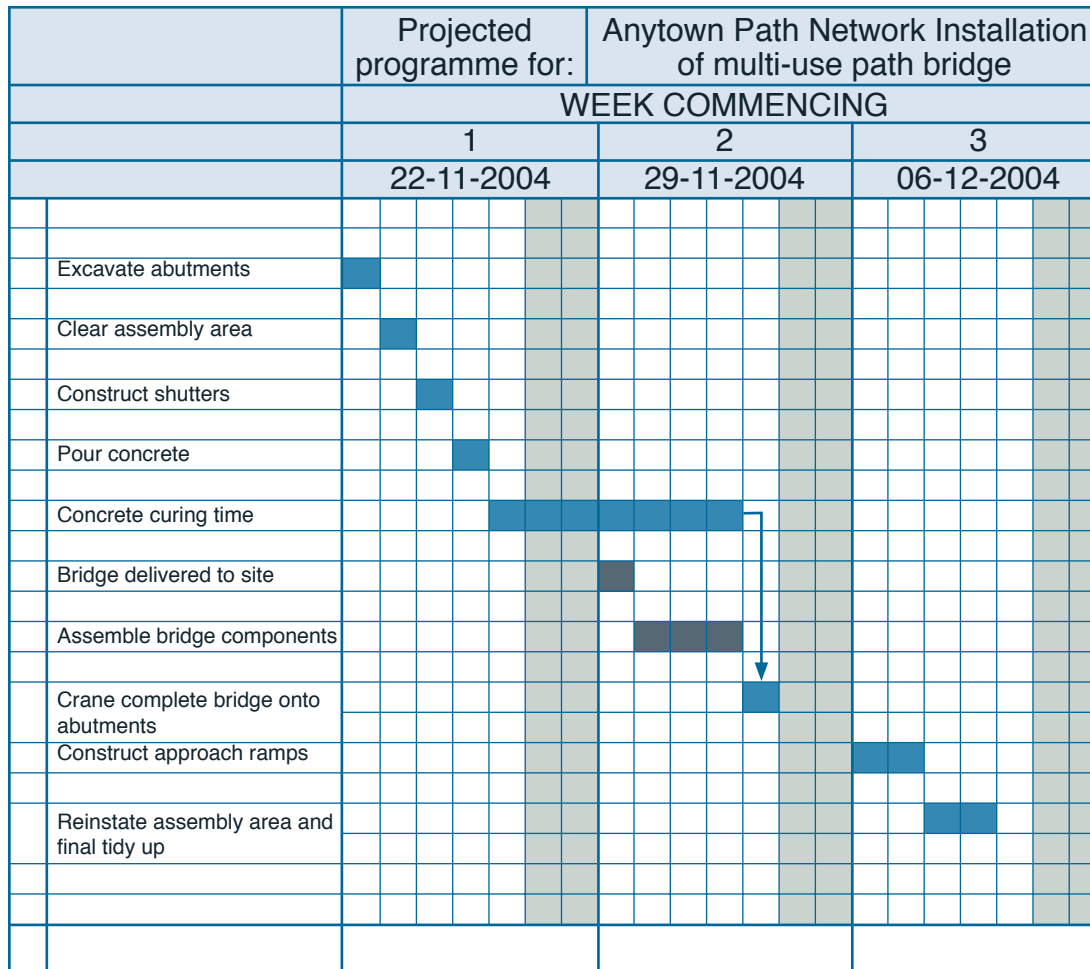 Projected
programme for:
Anytown Path Network Installation
of multi-use path bridge
WEEK COMMENCING
1 2 3
22-11-2004 29-11-2004 06-12-2004
Excavate abutments
Clear assembly area
Construct shutters
Pour concrete
Concrete curing time
Bridge delivered to site
Assemble bridge components
Crane complete bridge onto
abutments
Construct approach ramps
Reinstate assembly area and
final tidy up